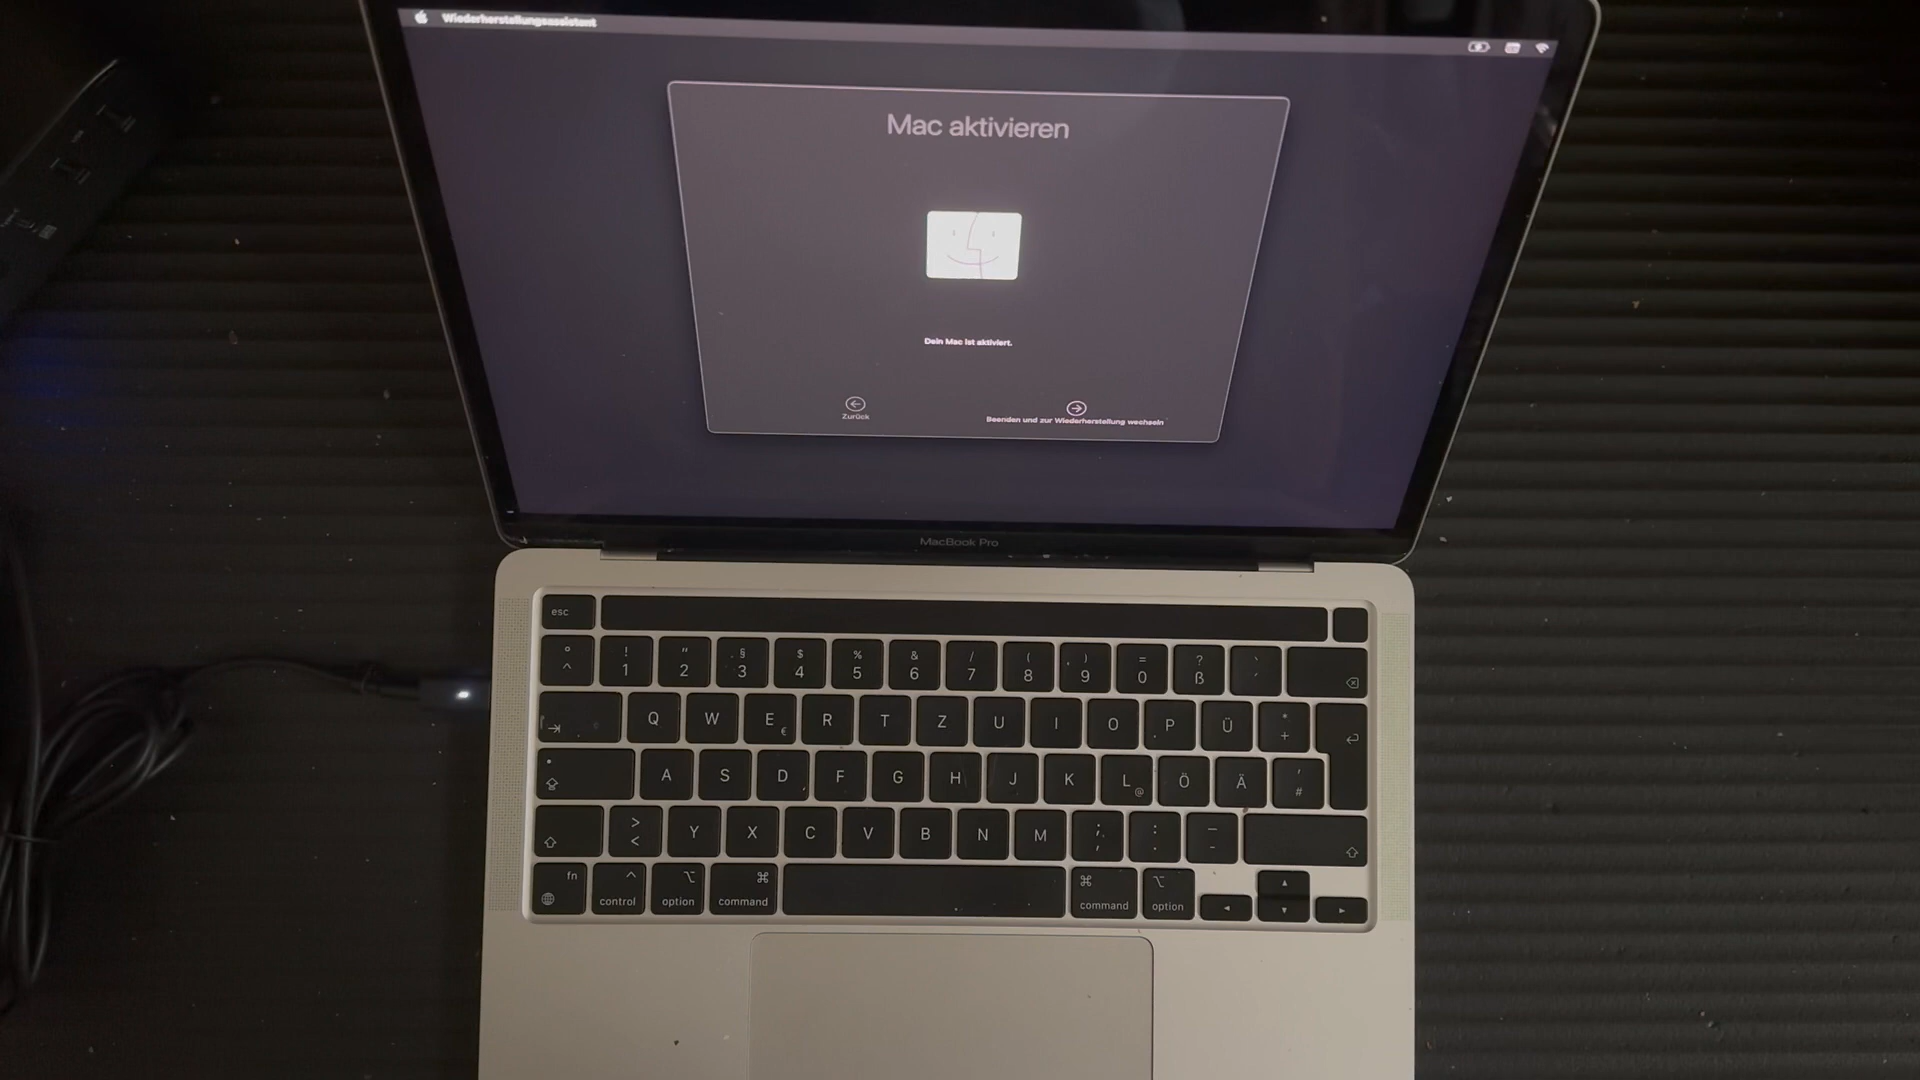 Wiederherstellungsassistent
Mac aktivieren
Dein Mac ist aktiviert.
Zurück
Beenden und zur Wiederherstellung wechseln
MacBook Pro
esc
° ! " § $ % & / ( ) = ? `
^ 1 2 3 4 5 6 7 8 9 0 ß ´
Q W E € R T Z U I O P Ü * +
A S D F G H J K L @ Ö Ä ' #
> < Y X C V B N M ; , : . _ -
fn control option command command option